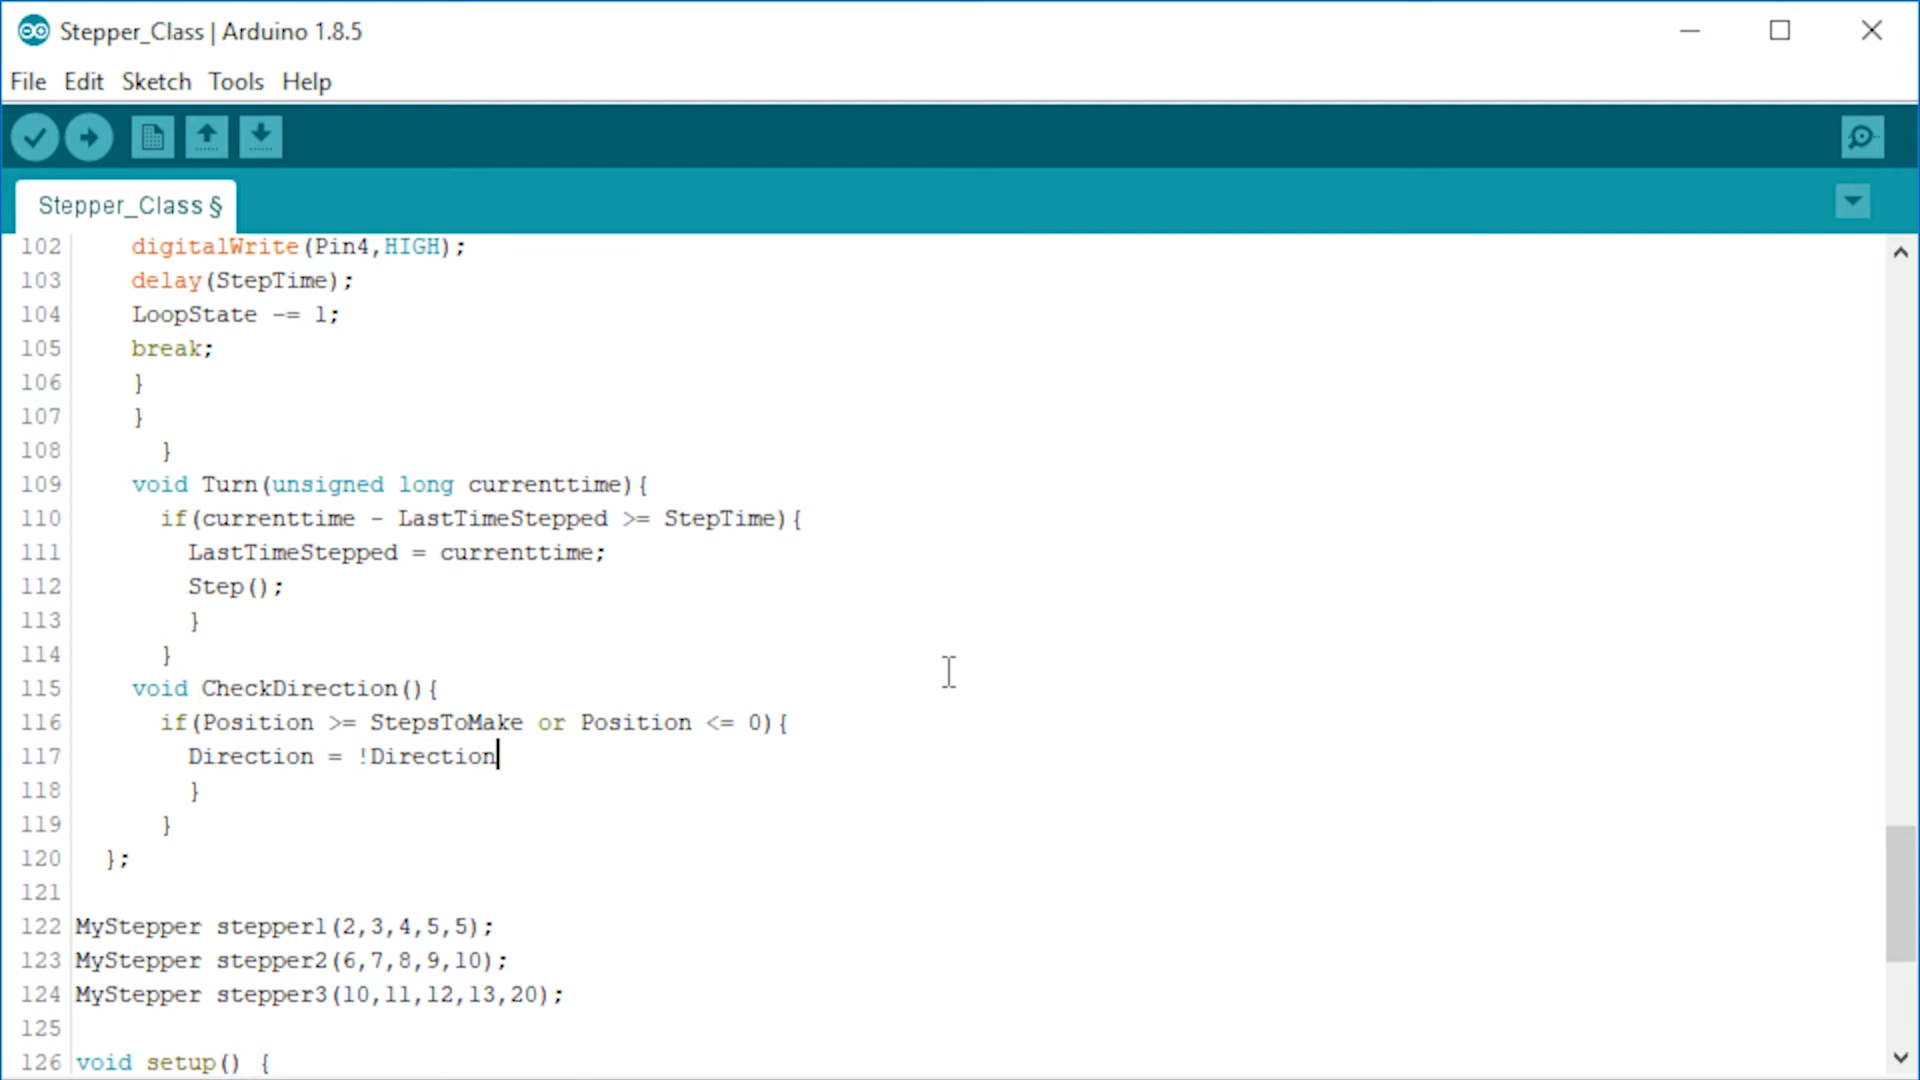 Stepper_Class | Arduino 1.8.5
File Edit Sketch Tools Help
Stepper_Class §
102 digitalWrite(Pin4,HIGH);
103 delay(StepTime);
104 LoopState -= 1;
105 break;
106 }
107 }
108 }
109 void Turn(unsigned long currenttime){
110 if(currenttime - LastTimeStepped >= StepTime){
111 LastTimeStepped = currenttime;
112 Step();
113 }
114 }
115 void CheckDirection(){
116 if(Position >= StepsToMake or Position <= 0){
117 Direction = !Direction
118 }
119 }
120 };
121
122 MyStepper stepper1(2,3,4,5,5);
123 MyStepper stepper2(6,7,8,9,10);
124 MyStepper stepper3(10,11,12,13,20);
125
126 void setup() {